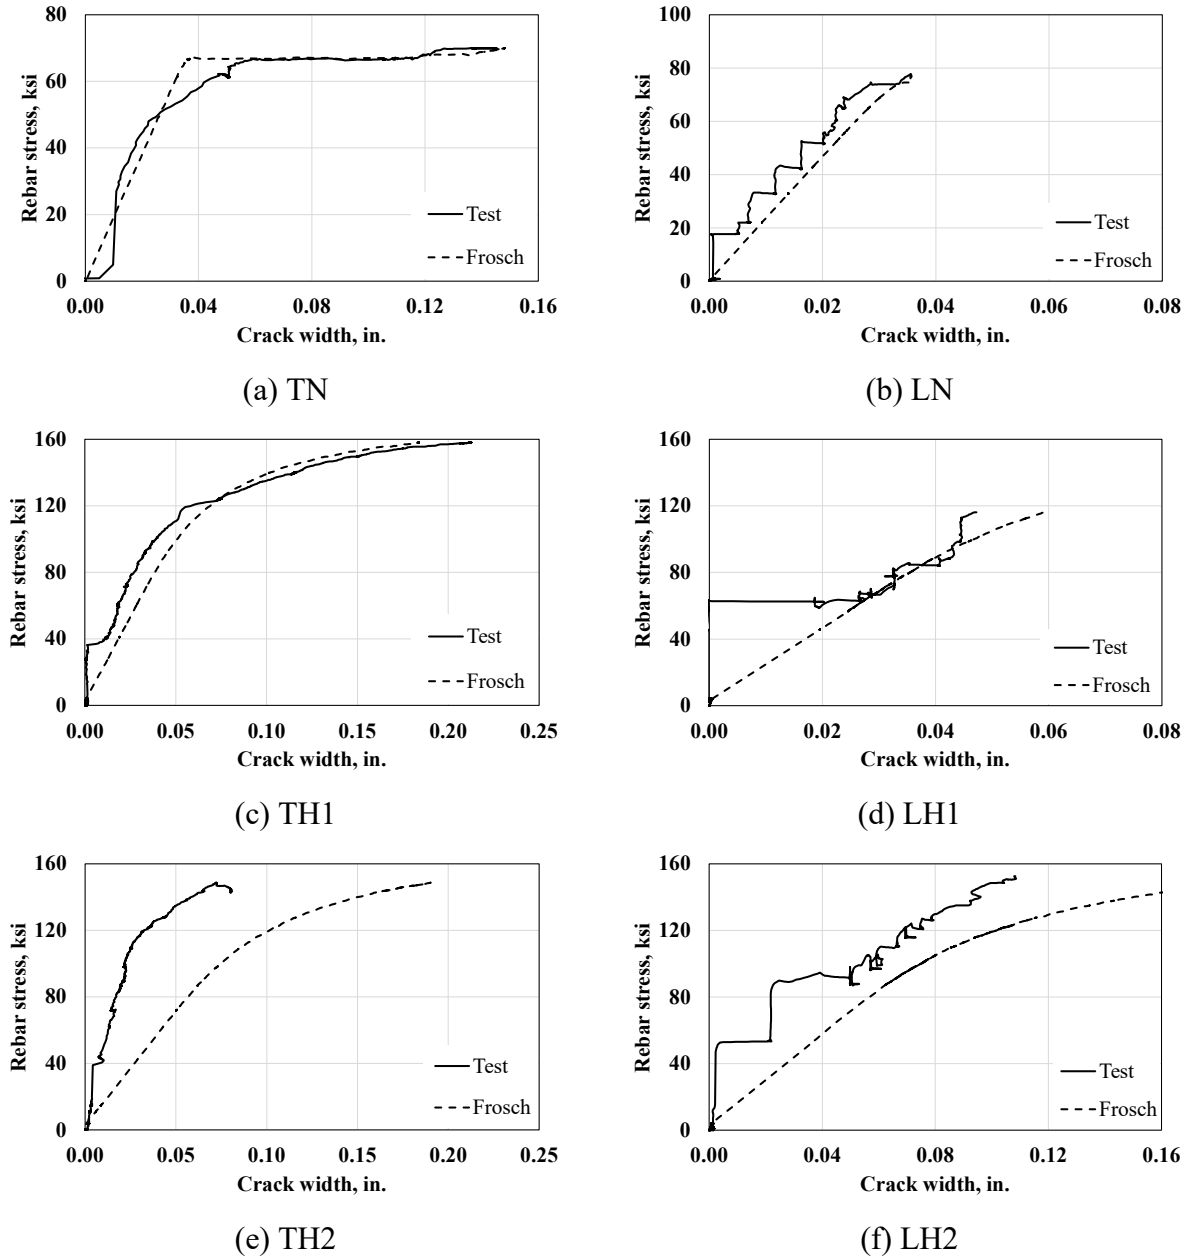 80
60
40
20
0
Rebar stress, ksi
Test
Frosch
0.00 0.04 0.08 0.12 0.16
Crack width, in.
(a) TN
100
80
60
40
20
0
Rebar stress, ksi
Test
Frosch
0.00 0.02 0.04 0.06 0.08
Crack width, in.
(b) LN
160
120
80
40
0
Rebar stress, ksi
Test
Frosch
0.00 0.05 0.10 0.15 0.20 0.25
Crack width, in.
(c) TH1
160
120
80
40
0
Rebar stress, ksi
Test
Frosch
0.00 0.02 0.04 0.06 0.08
Crack width, in.
(d) LH1
160
120
80
40
0
Rebar stress, ksi
Test
Frosch
0.00 0.05 0.10 0.15 0.20 0.25
Crack width, in.
(e) TH2
160
120
80
40
0
Rebar stress, ksi
Test
Frosch
0.00 0.04 0.08 0.12 0.16
Crack width, in.
(f) LH2